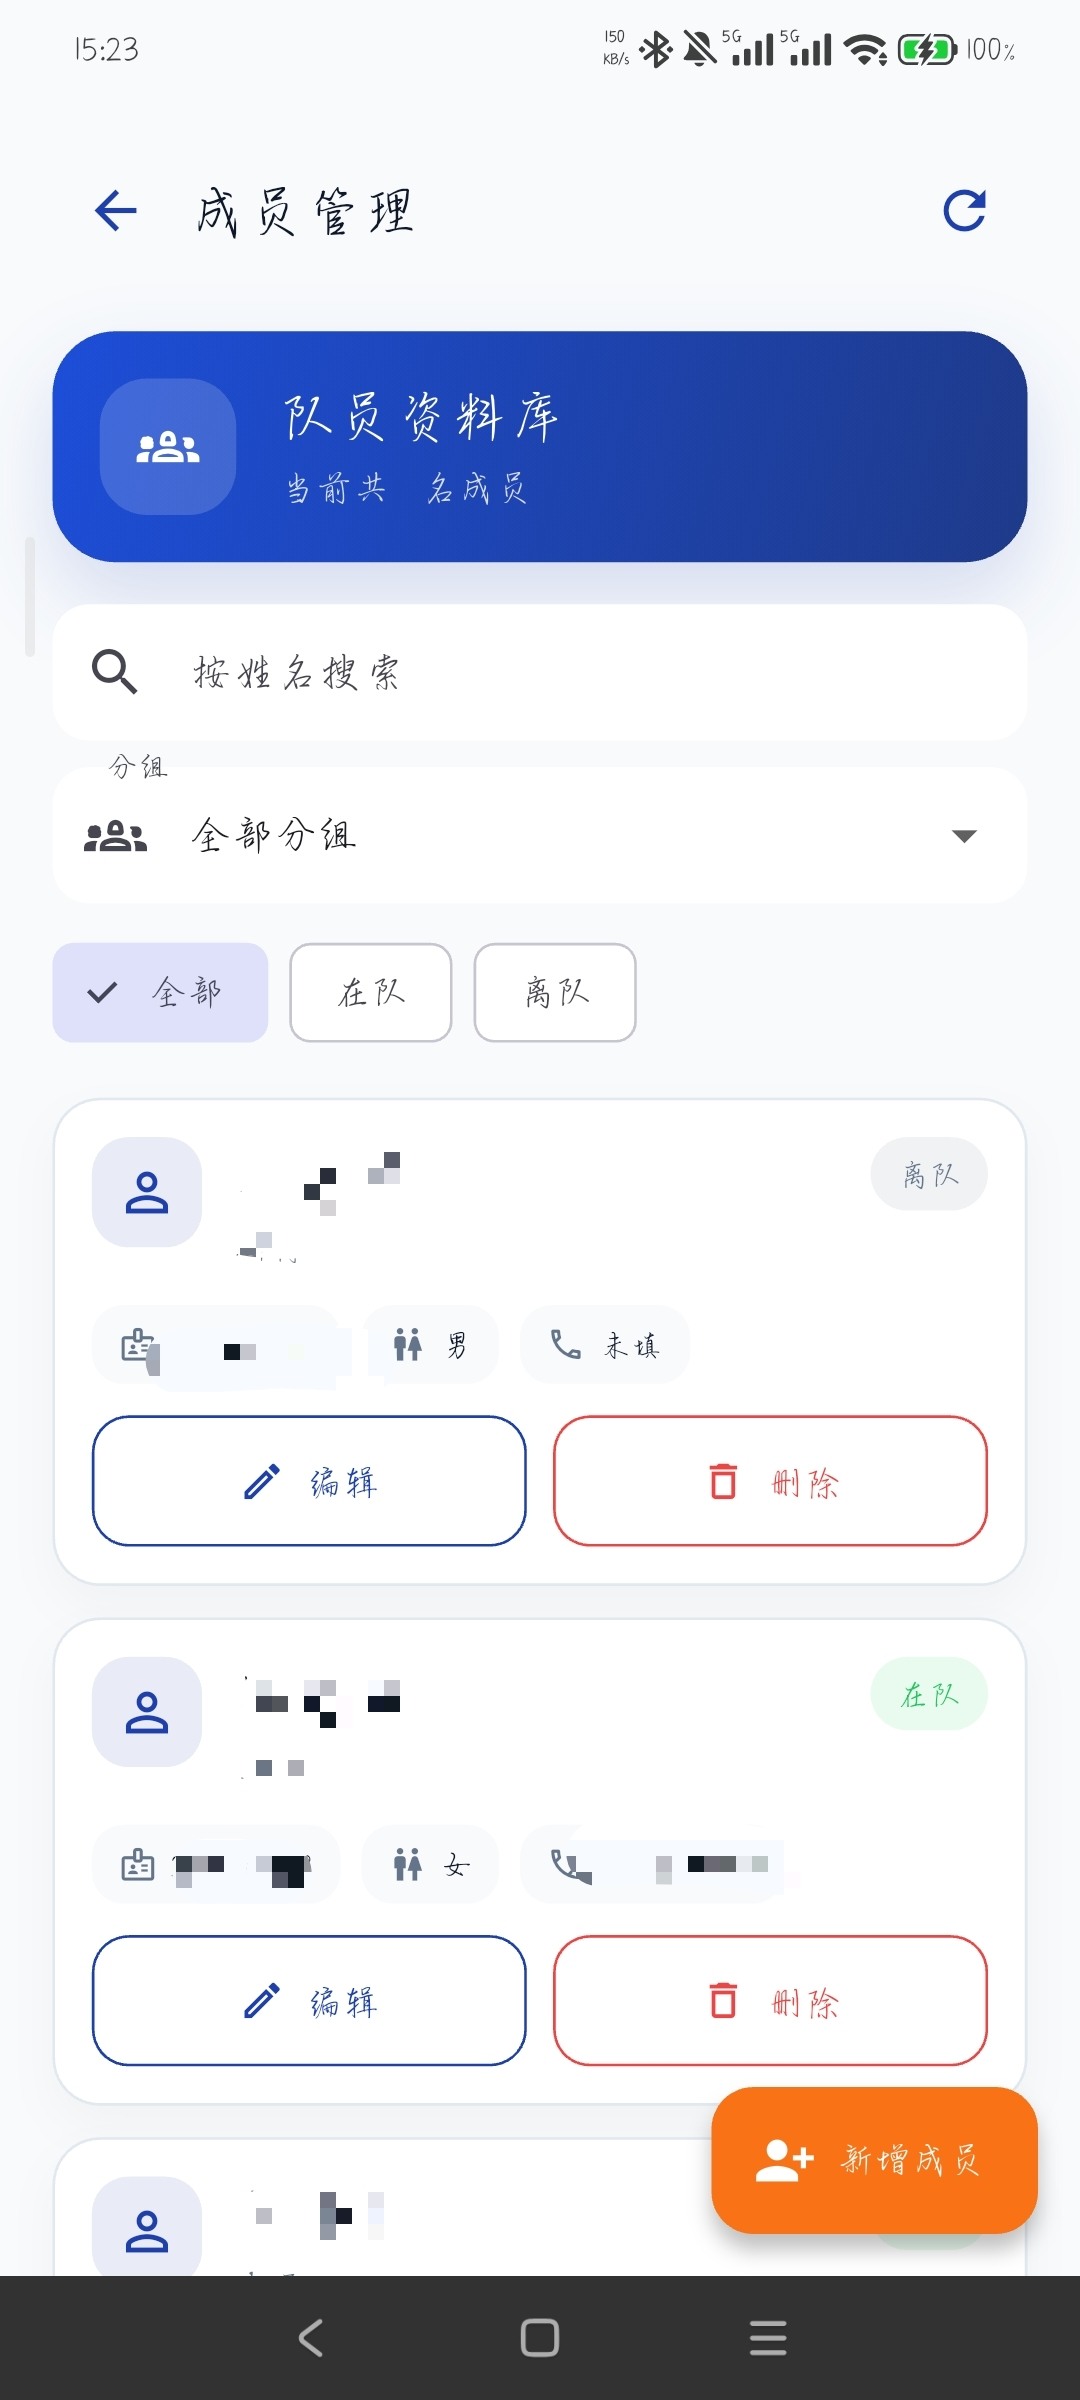 15:23
150 KB/s 5G 5G 100%
成员管理
队员资料库
当前共 名成员
按姓名搜索
分组
全部分组
全部 在队 离队
离队
男 未填
编辑 删除
在队
女
编辑 删除
新增成员